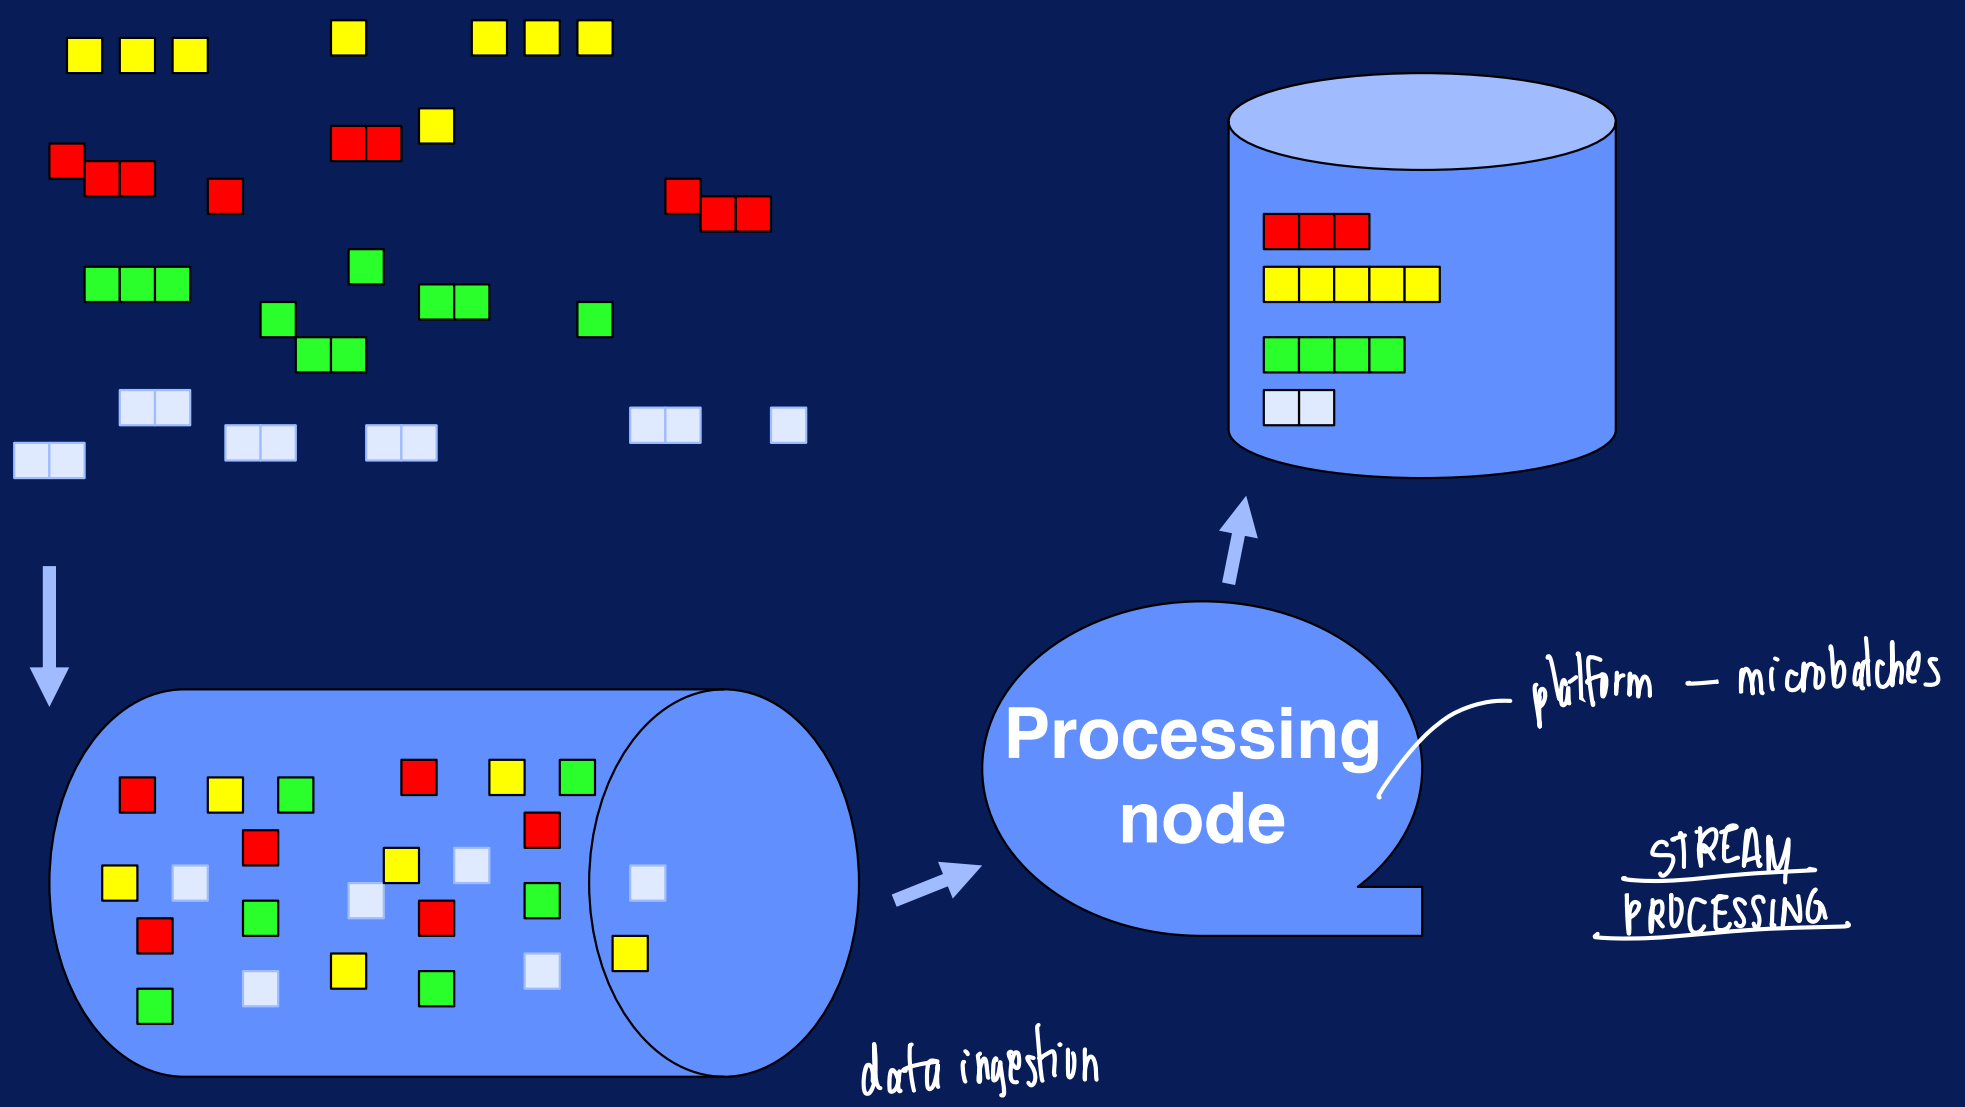 Processing
node
platform — microbatches
STREAM
PROCESSING
data ingestion